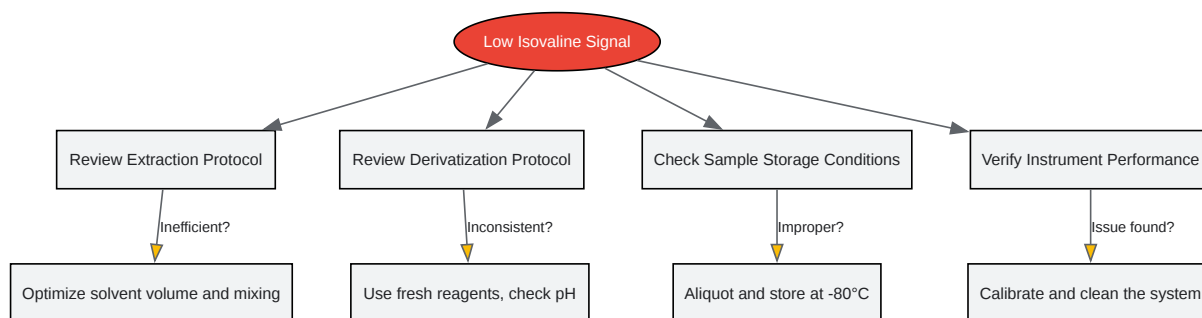 Low Isovaline Signal
Review Extraction Protocol
Review Derivatization Protocol
Check Sample Storage Conditions
Verify Instrument Performance
Inefficient?
Inconsistent?
Improper?
Issue found?
Optimize solvent volume and mixing
Use fresh reagents, check pH
Aliquot and store at -80°C
Calibrate and clean the system